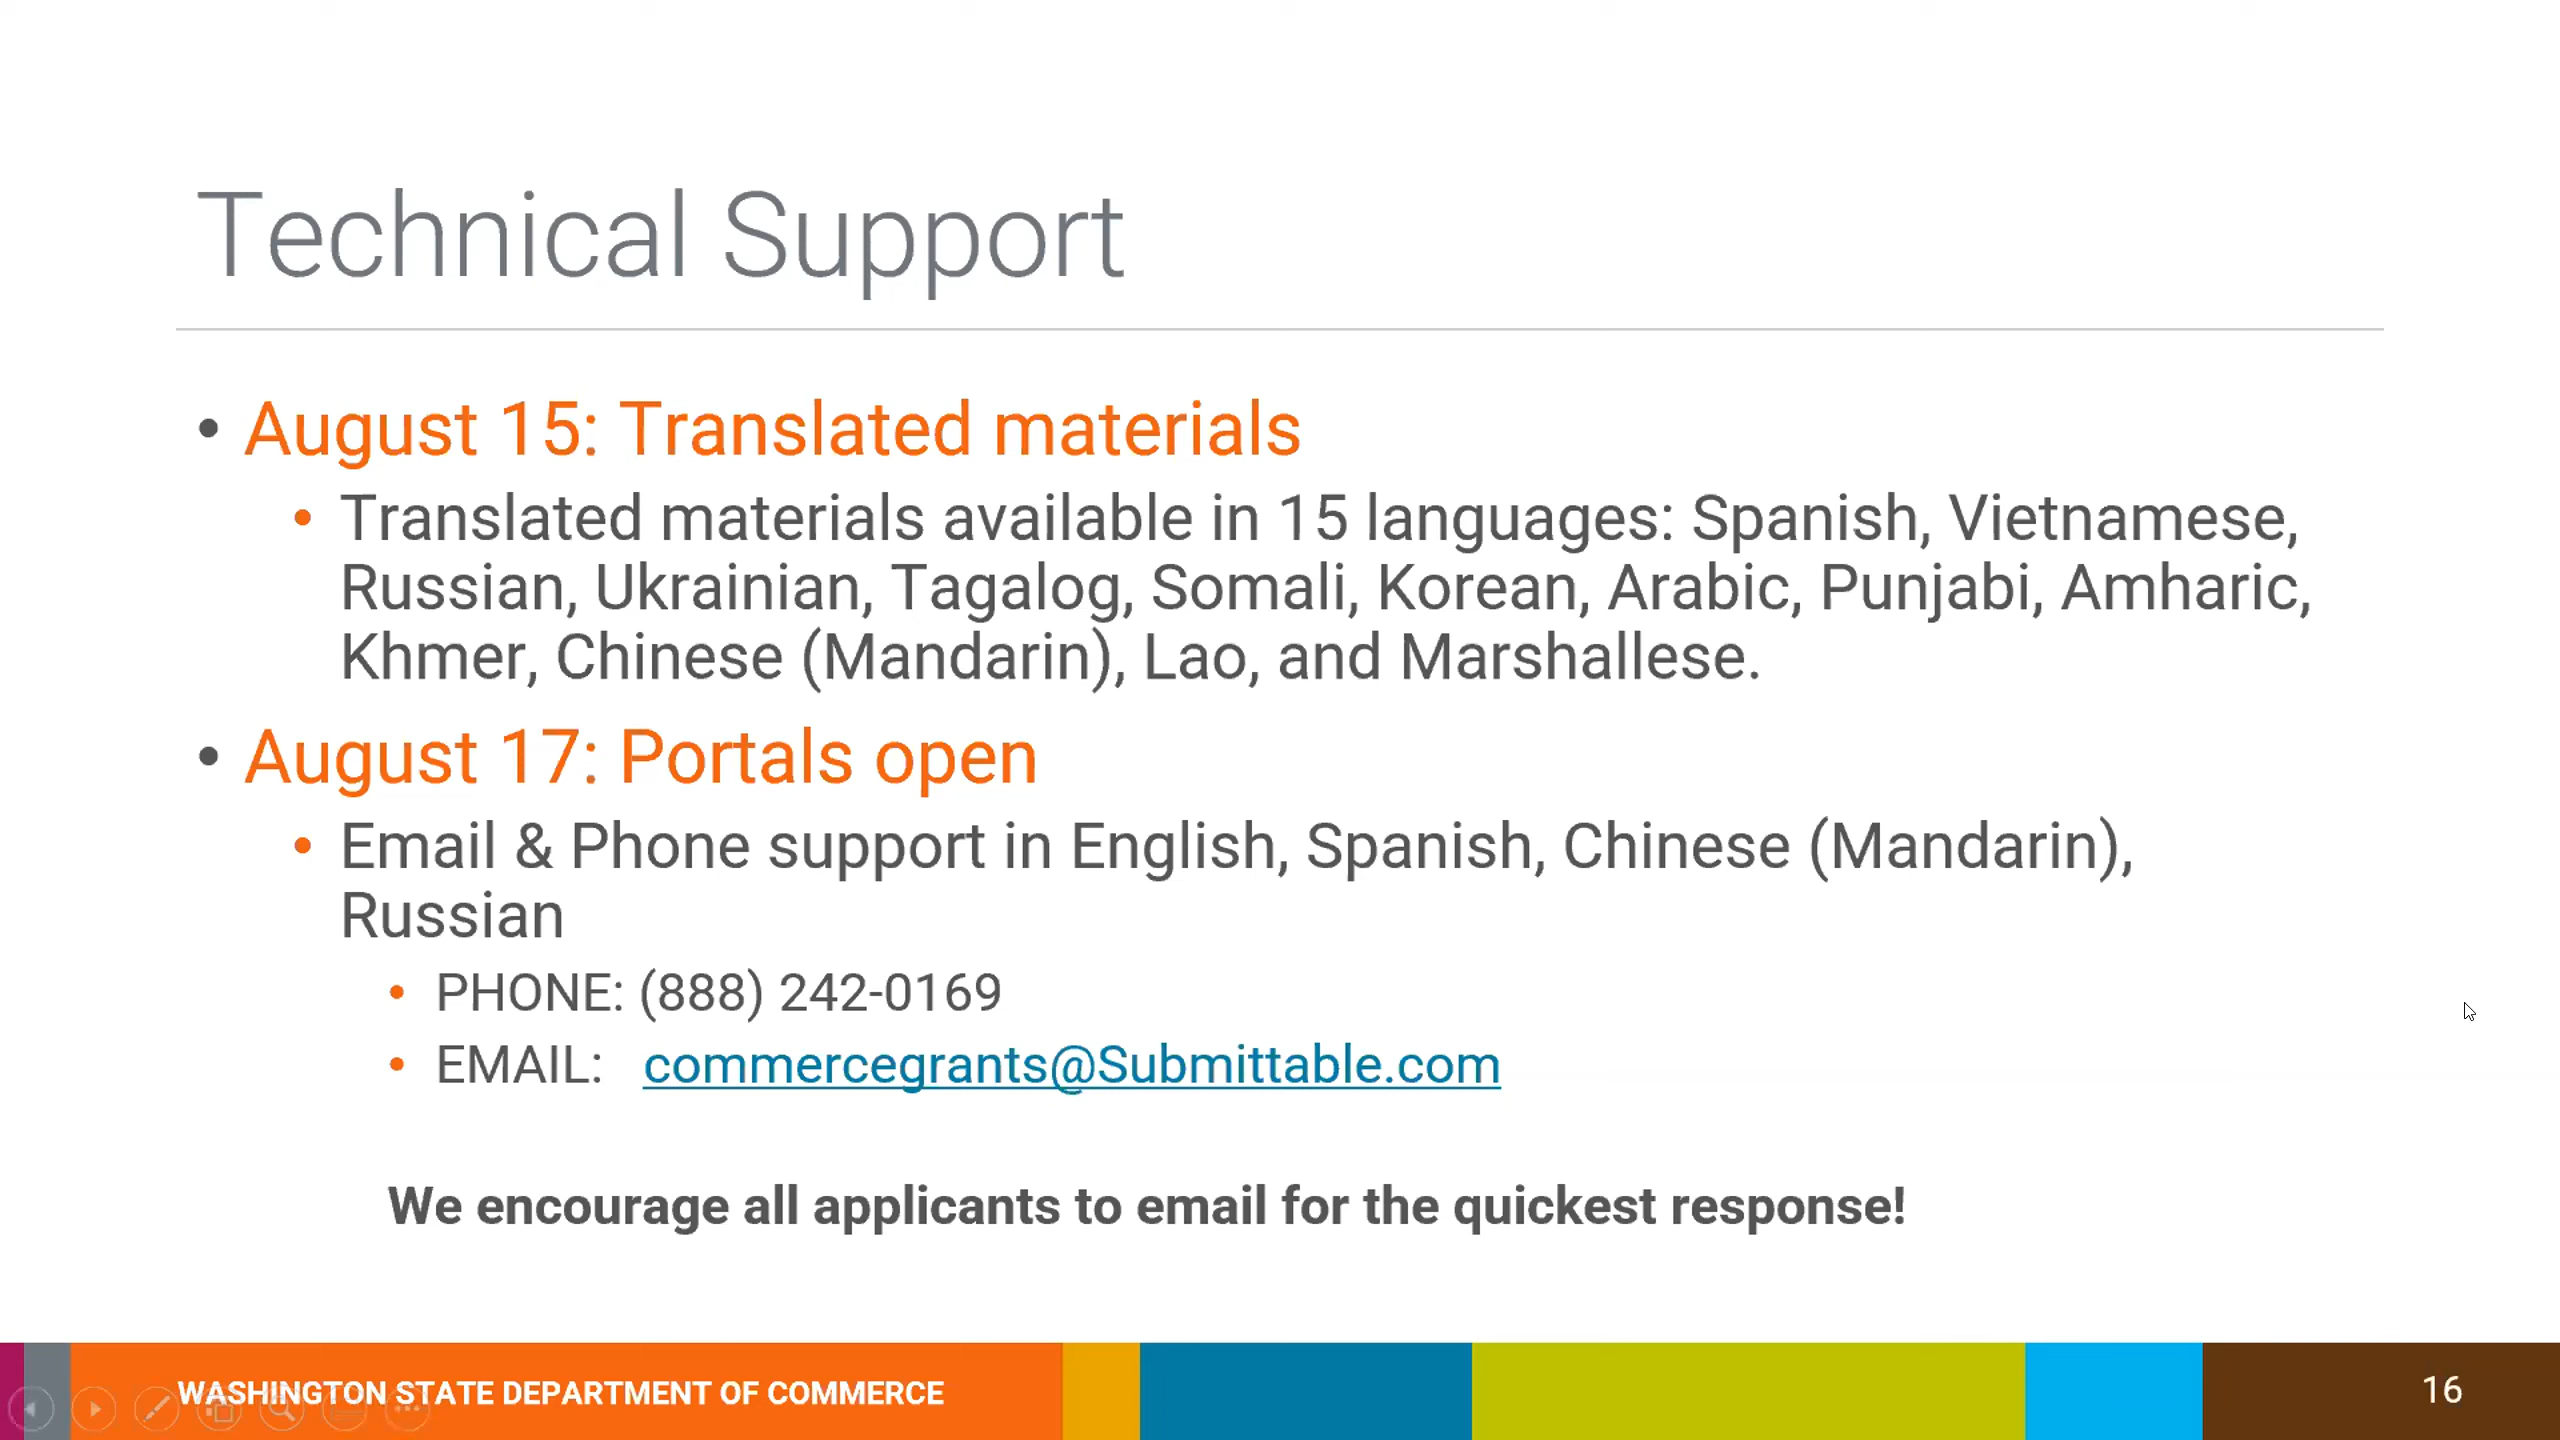 Technical Support
• August 15: Translated materials
• Translated materials available in 15 languages: Spanish, Vietnamese,
Russian, Ukrainian, Tagalog, Somali, Korean, Arabic, Punjabi, Amharic,
Khmer, Chinese (Mandarin), Lao, and Marshallese.
• August 17: Portals open
• Email & Phone support in English, Spanish, Chinese (Mandarin),
Russian
• PHONE: (888) 242-0169
• EMAIL: commercegrants@Submittable.com
We encourage all applicants to email for the quickest response!
WASHINGTON STATE DEPARTMENT OF COMMERCE
16